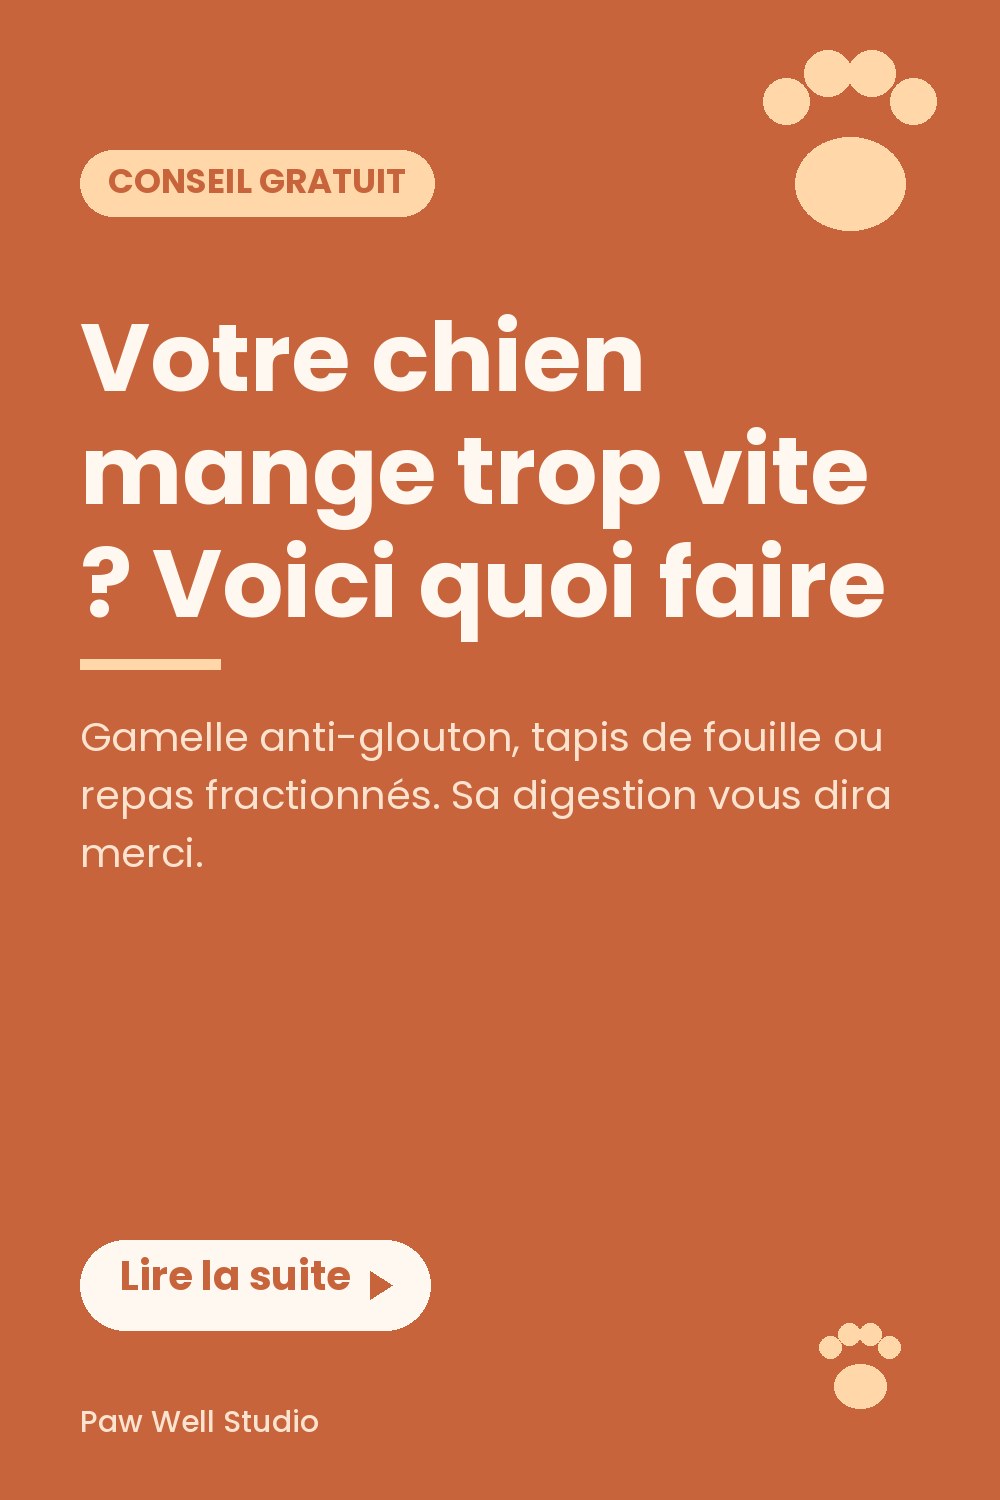 CONSEIL GRATUIT
Votre chien
mange trop vite
? Voici quoi faire
Gamelle anti-glouton, tapis de fouille ou
repas fractionnés. Sa digestion vous dira
merci.
Lire la suite
Paw Well Studio